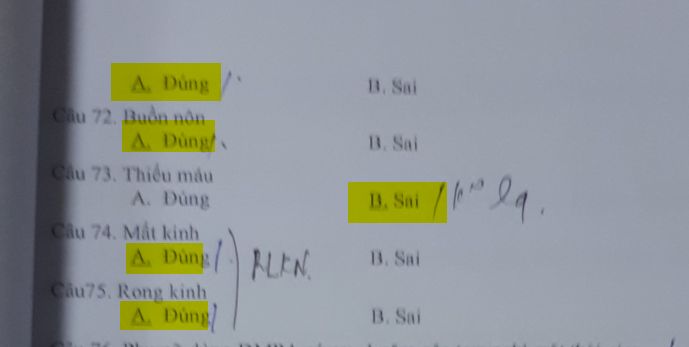 A. Đúng B. Sai
Câu 72. Buồn nôn
A. Đúng B. Sai
Câu 73. Thiếu máu
A. Đúng B. Sai
Câu 74. Mất kinh
A. Đúng B. Sai
RLKN.
Câu75. Rong kinh
A. Đúng B. Sai